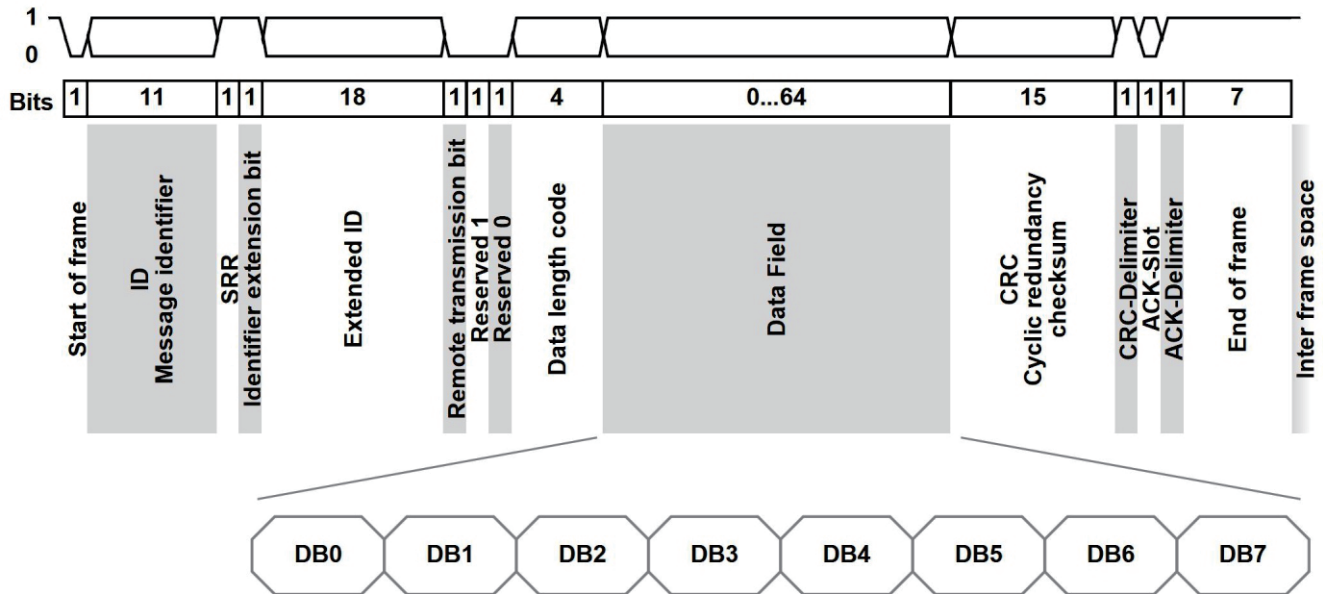 1
0
Bits 1 11 1 1 18 1 1 1 4 0...64 15 1 1 1 7
Start of frame
ID
Message identifier
SRR
Identifier extension bit
Extended ID
Remote transmission bit
Reserved 1
Reserved 0
Data length code
Data Field
CRC
Cyclic redundancy
checksum
CRC-Delimiter
ACK-Slot
ACK-Delimiter
End of frame
Inter frame space
DB0 DB1 DB2 DB3 DB4 DB5 DB6 DB7